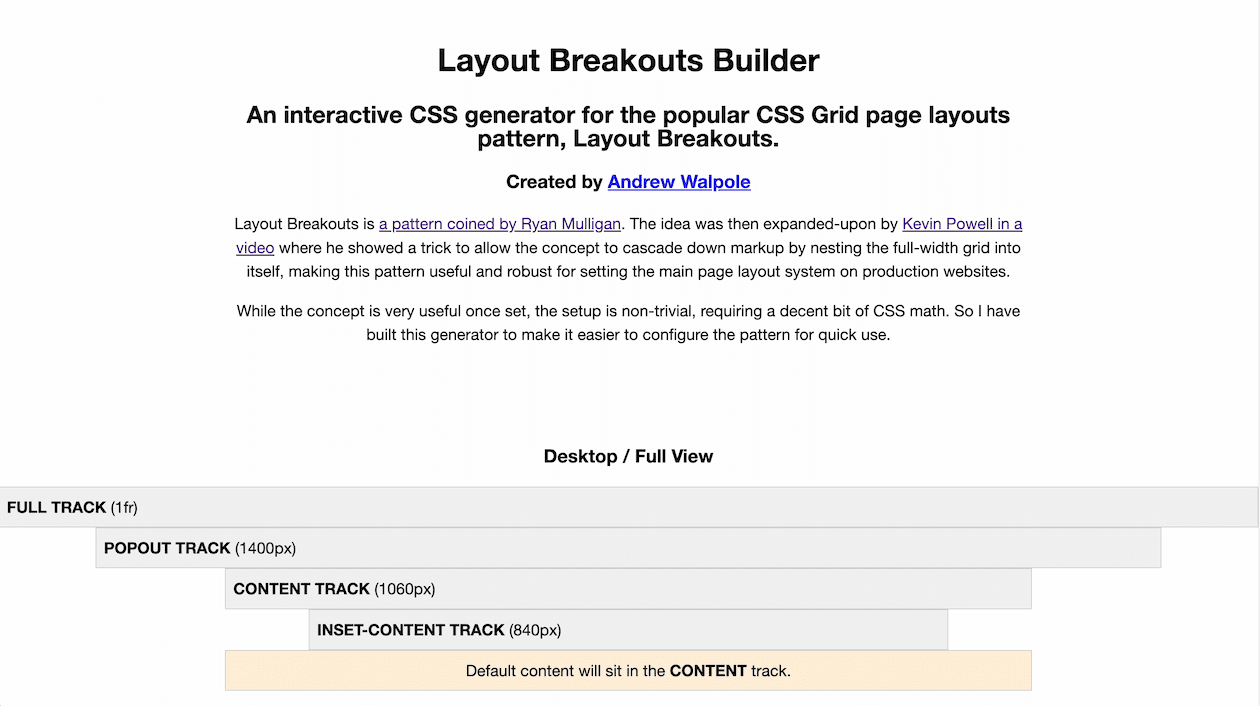 Layout Breakouts Builder
An interactive CSS generator for the popular CSS Grid page layouts
pattern, Layout Breakouts.
Created by Andrew Walpole
Layout Breakouts is a pattern coined by Ryan Mulligan. The idea was then expanded-upon by Kevin Powell in a
video where he showed a trick to allow the concept to cascade down markup by nesting the full-width grid into
itself, making this pattern useful and robust for setting the main page layout system on production websites.
While the concept is very useful once set, the setup is non-trivial, requiring a decent bit of CSS math. So I have
built this generator to make it easier to configure the pattern for quick use.
Desktop / Full View
FULL TRACK (1fr)
POPOUT TRACK (1400px)
CONTENT TRACK (1060px)
INSET-CONTENT TRACK (840px)
Default content will sit in the CONTENT track.